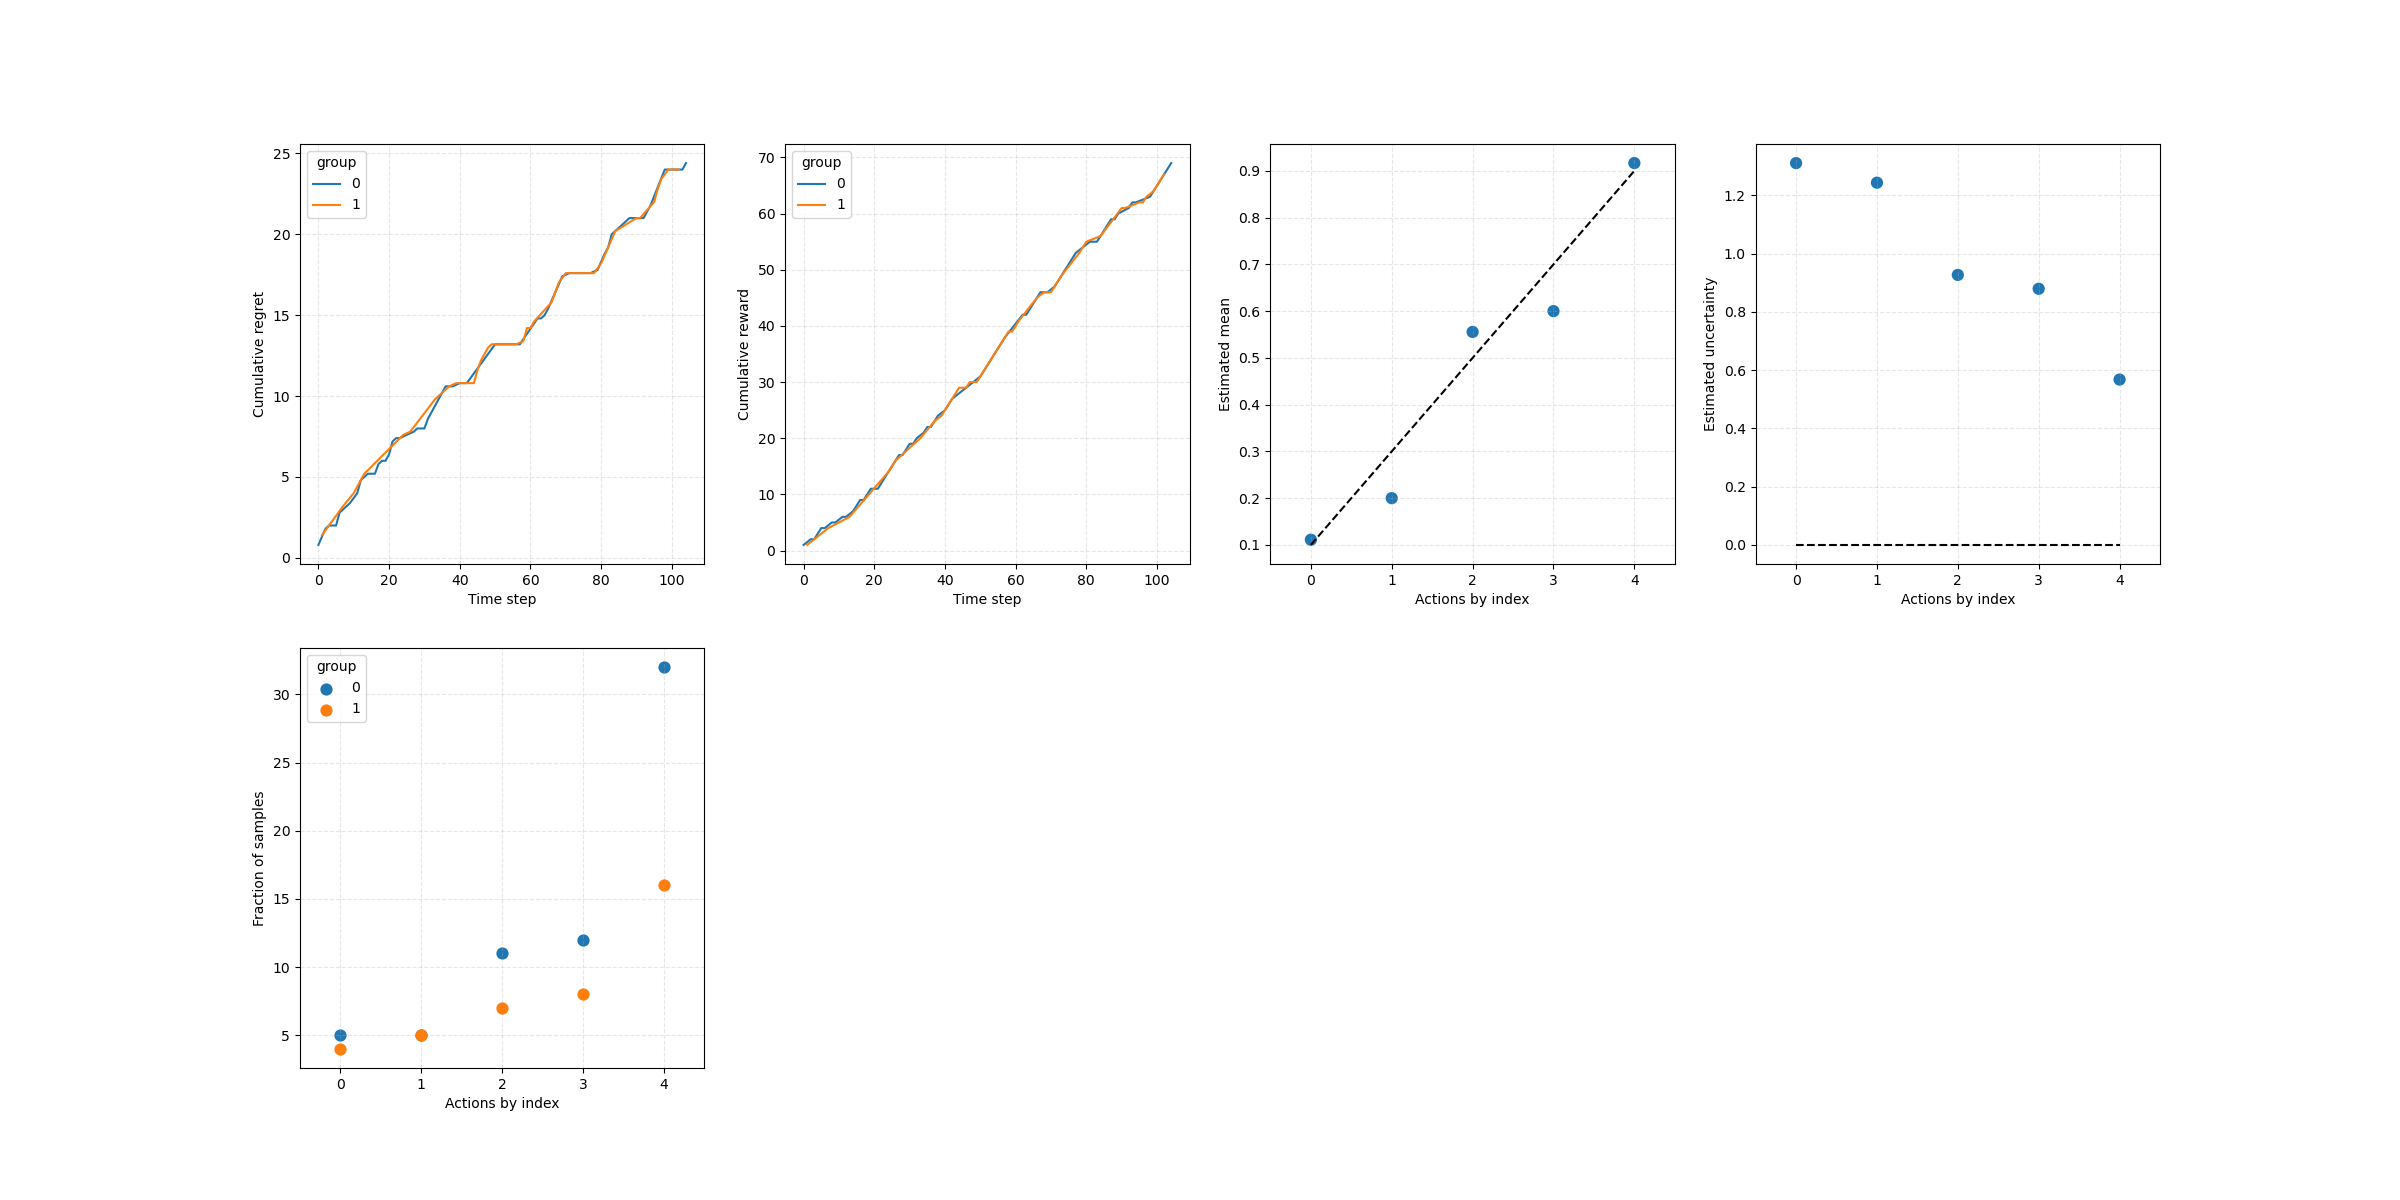 group
0
1
25
20
15
10
5
0
Cumulative regret
0 20 40 60 80 100
Time step
group
0
1
70
60
50
40
30
20
10
0
Cumulative reward
0 20 40 60 80 100
Time step
0.9
0.8
0.7
0.6
0.5
0.4
0.3
0.2
0.1
Estimated mean
0 1 2 3 4
Actions by index
1.2
1.0
0.8
0.6
0.4
0.2
0.0
Estimated uncertainty
0 1 2 3 4
Actions by index
group
0
1
30
25
20
15
10
5
Fraction of samples
0 1 2 3 4
Actions by index